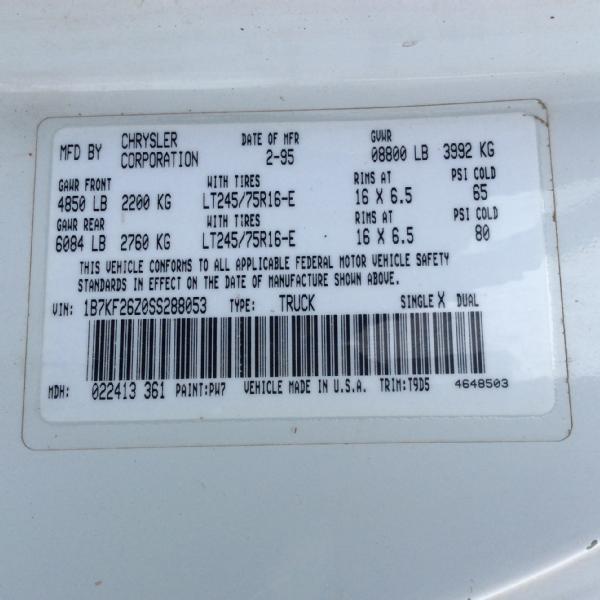 MFD BY CHRYSLER CORPORATION DATE OF MFR 2-95 GVWR 08800 LB 3992 KG
GAWR FRONT WITH TIRES RIMS AT PSI COLD
4850 LB 2200 KG LT245/75R16-E 16 X 6.5 65
GAWR REAR WITH TIRES RIMS AT PSI COLD
6084 LB 2760 KG LT245/75R16-E 16 X 6.5 80
THIS VEHICLE CONFORMS TO ALL APPLICABLE FEDERAL MOTOR VEHICLE SAFETY
STANDARDS IN EFFECT ON THE DATE OF MANUFACTURE SHOWN ABOVE.
VIN: 1B7KF26Z0SS288053 TYPE: TRUCK SINGLE X DUAL
MDH: 022413 361 PAINT:PW7 VEHICLE MADE IN U.S.A. TRIM:T9D5 4648503